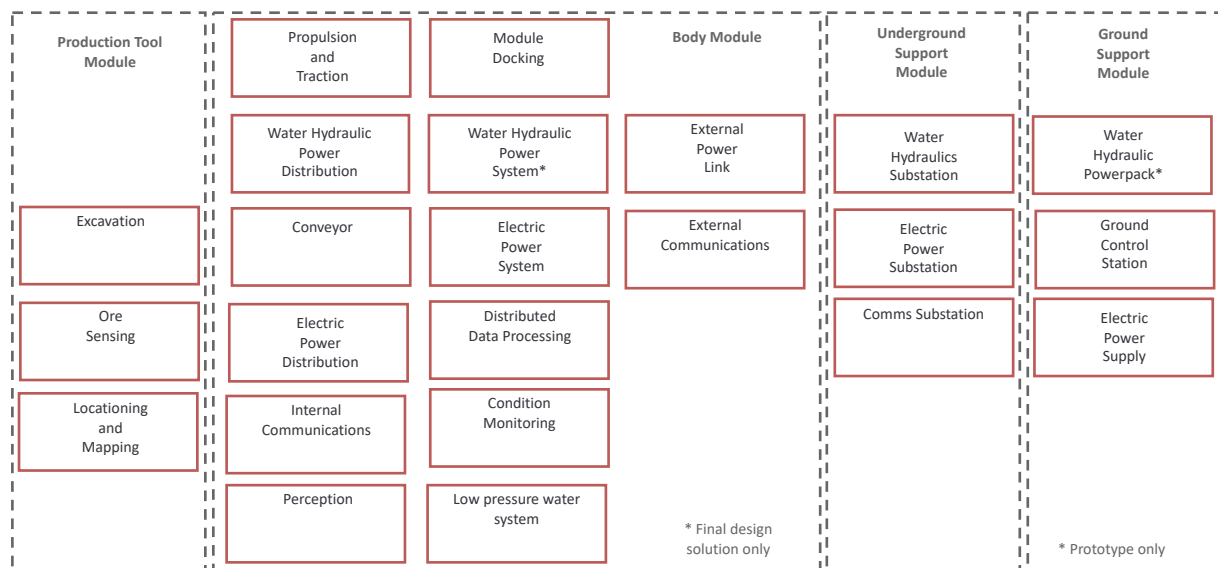 Production Tool
Module
Excavation
Ore
Sensing
Locationing
and
Mapping
Propulsion
and
Traction
Water Hydraulic
Power
Distribution
Conveyor
Electric
Power
Distribution
Internal
Communications
Perception
Module
Docking
Water Hydraulic
Power
System*
Electric
Power
System
Distributed
Data Processing
Condition
Monitoring
Low pressure water
system
Body Module
External
Power
Link
External
Communications
* Final design
solution only
Underground
Support
Module
Water
Hydraulics
Substation
Electric
Power
Substation
Comms Substation
Ground
Support
Module
Water
Hydraulic
Powerpack*
Ground
Control
Station
Electric
Power
Supply
* Prototype only